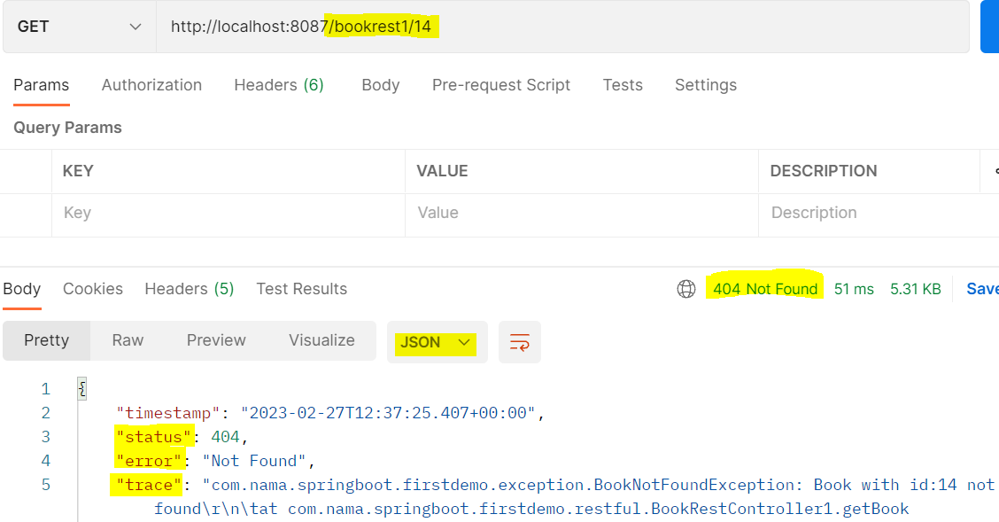 GET http://localhost:8087/bookrest1/14
Params Authorization Headers (6) Body Pre-request Script Tests Settings
Query Params
KEY VALUE DESCRIPTION
Key Value Description
Body Cookies Headers (5) Test Results 404 Not Found 51 ms 5.31 KB Save
Pretty Raw Preview Visualize JSON
1 {
2 "timestamp": "2023-02-27T12:37:25.407+00:00",
3 "status": 404,
4 "error": "Not Found",
5 "trace": "com.nama.springboot.firstdemo.exception.BookNotFoundException: Book with id:14 not
found\r\n\tat com.nama.springboot.firstdemo.restful.BookRestController1.getBook